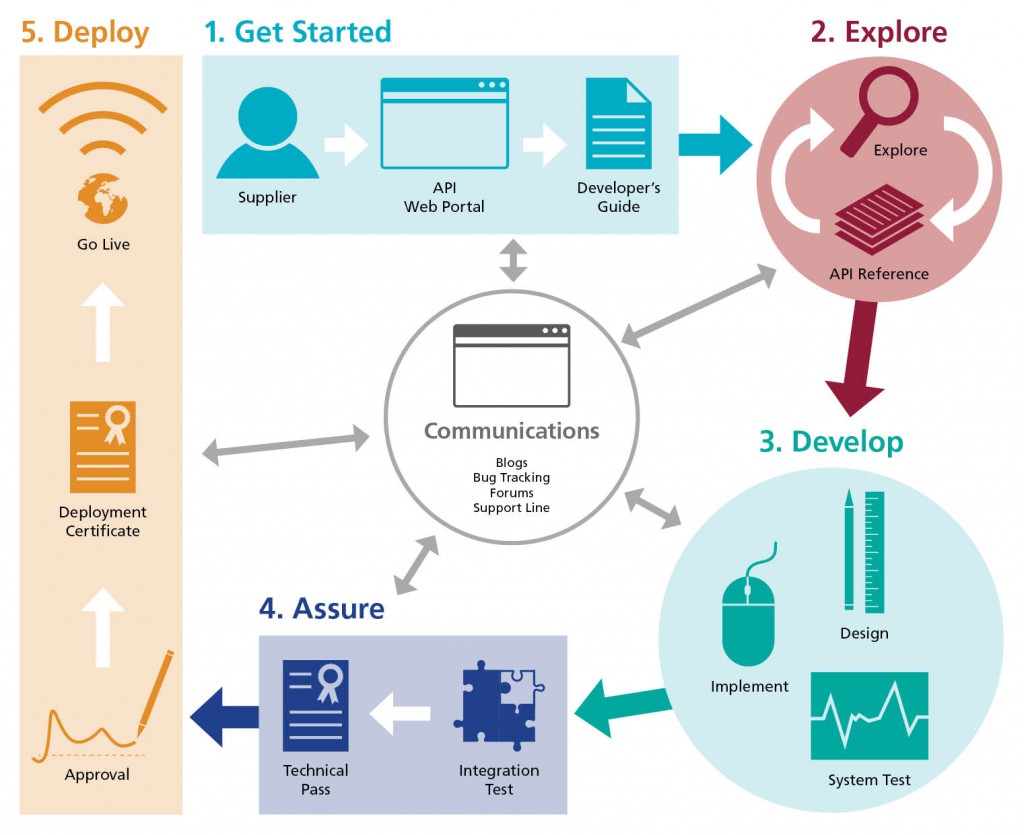 5. Deploy
1. Get Started
2. Explore
Supplier
API
Web Portal
Developer's
Guide
Explore
API Reference
Go Live
Communications
Blogs
Bug Tracking
Forums
Support Line
3. Develop
Design
Implement
System Test
4. Assure
Technical
Pass
Integration
Test
Deployment
Certificate
Approval